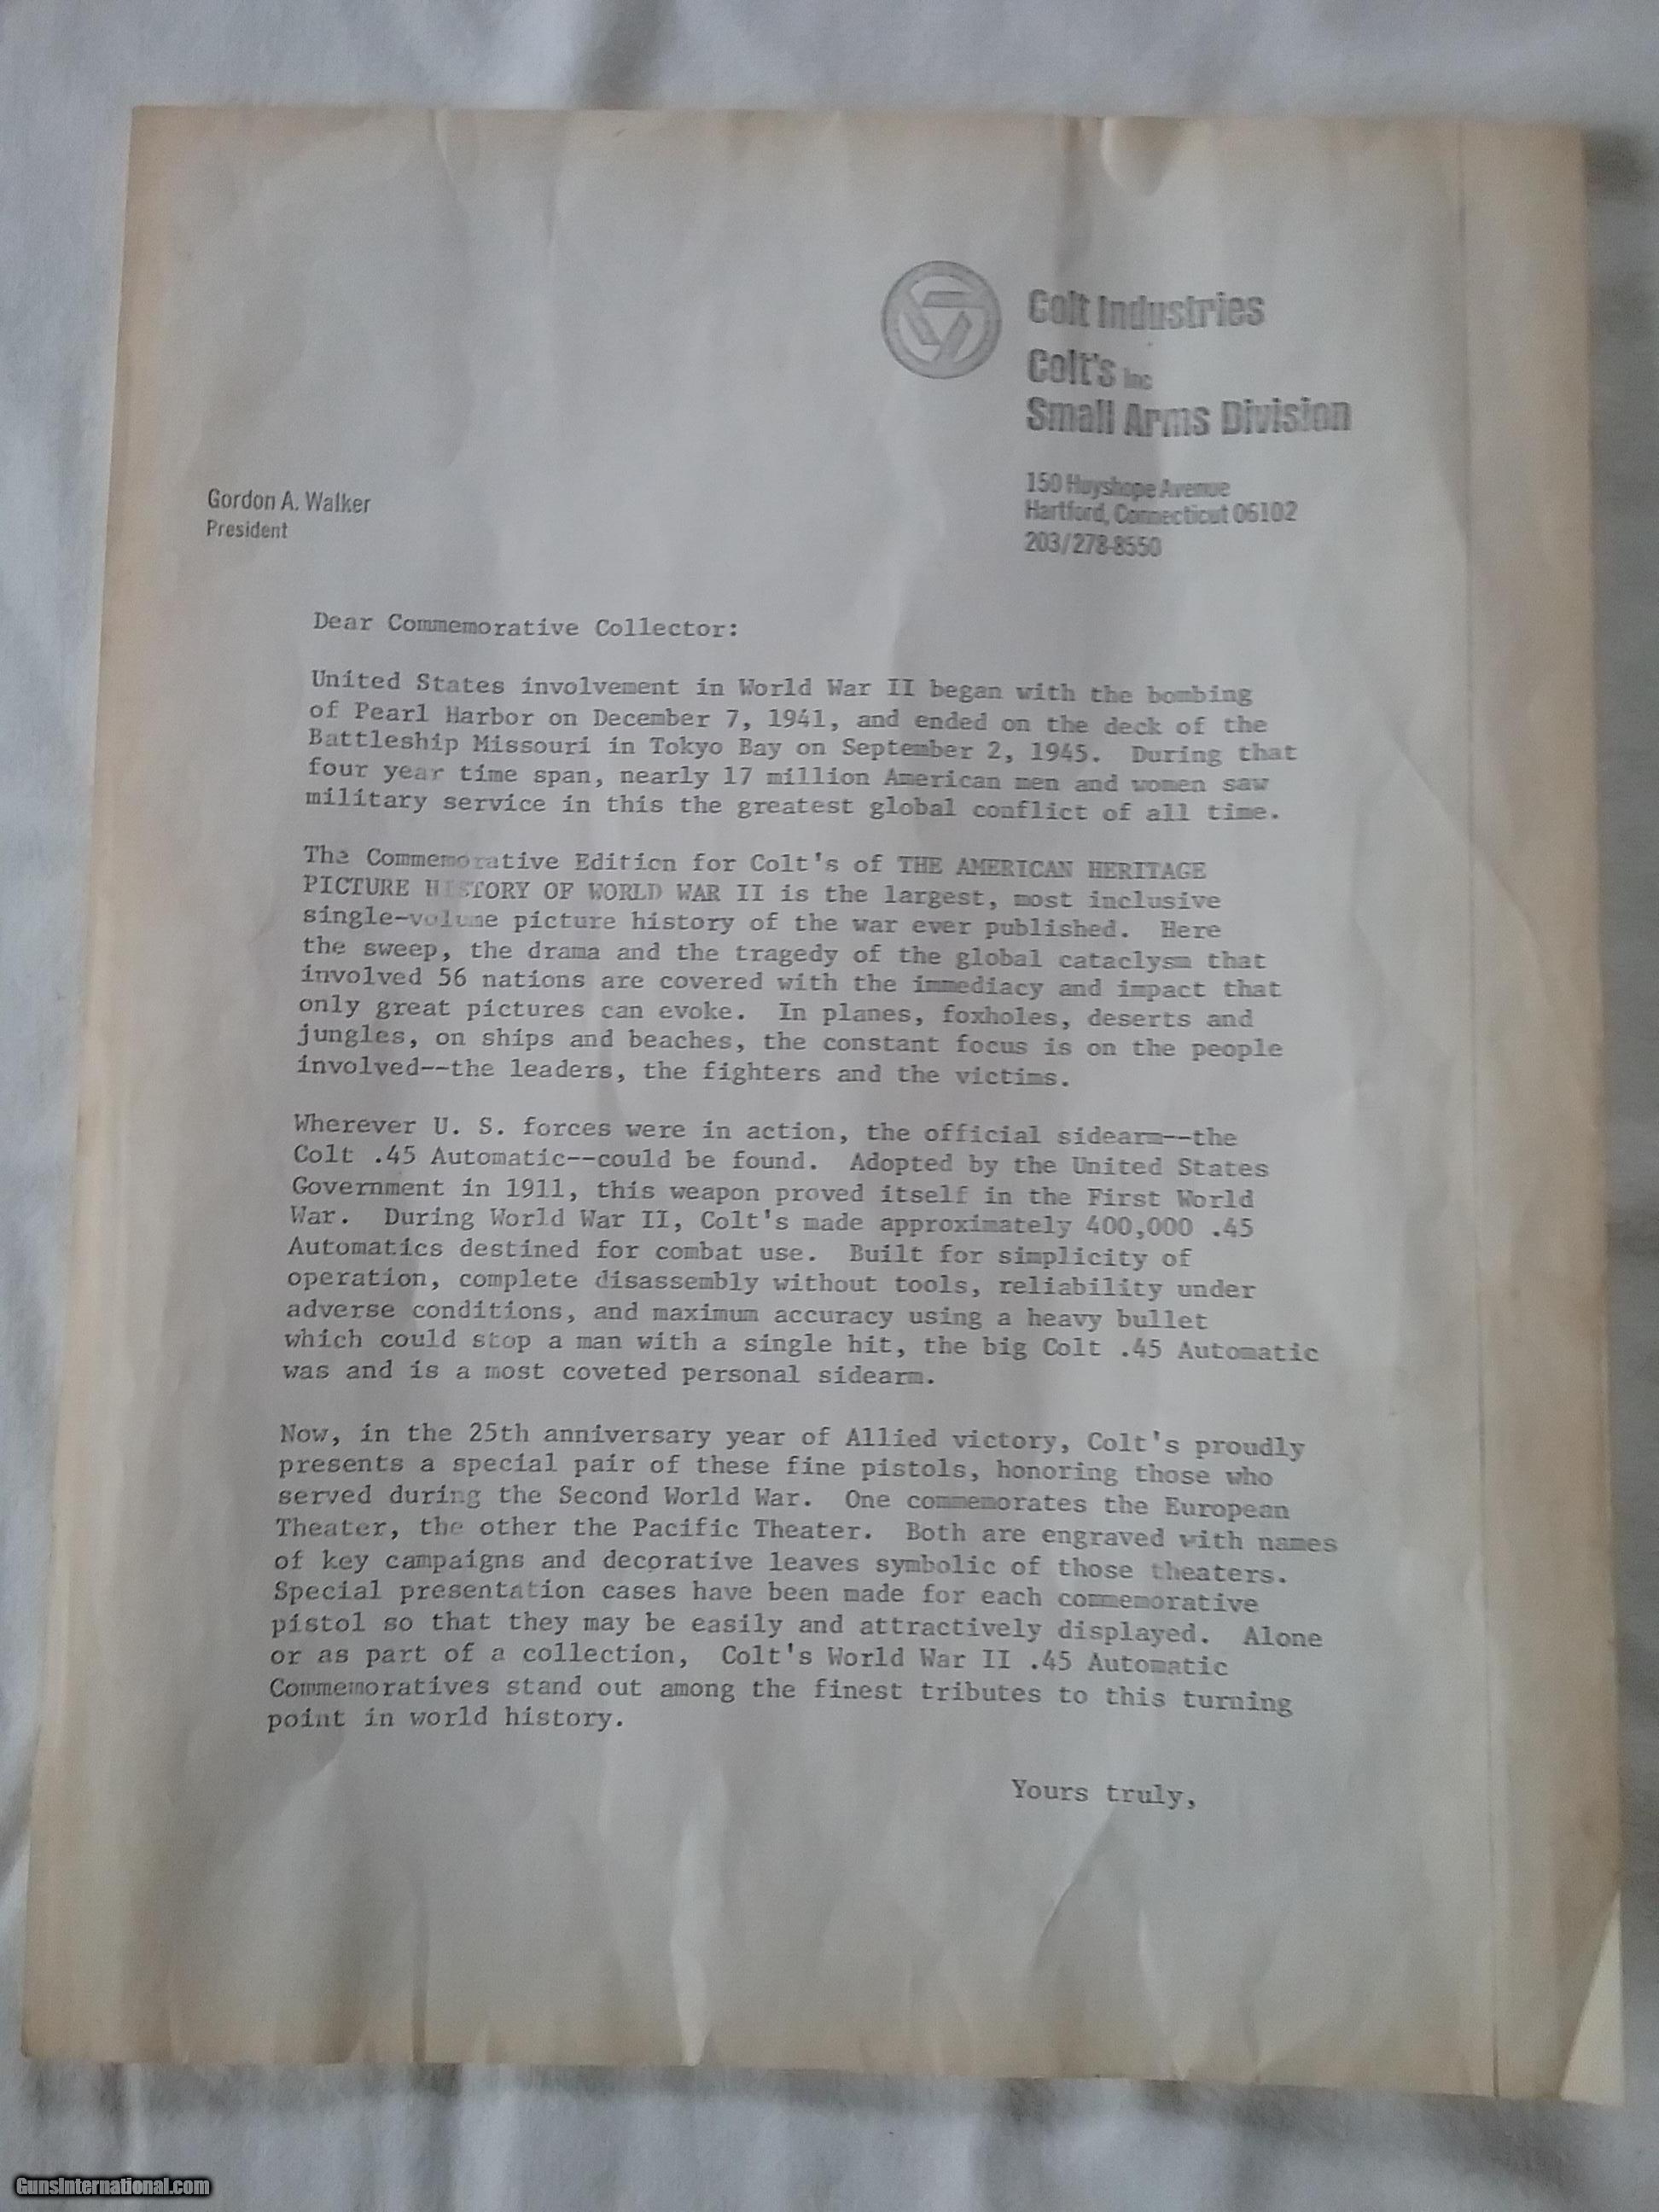 Colt Industries
Colt's Inc
Small Arms Division
150 Huyshope Avenue
Hartford, Connecticut 06102
203/278-8550
Gordon A. Walker
President
Dear Commemorative Collector:
United States involvement in World War II began with the bombing
of Pearl Harbor on December 7, 1941, and ended on the deck of the
Battleship Missouri in Tokyo Bay on September 2, 1945.  During that
four year time span, nearly 17 million American men and women saw
military service in this the greatest global conflict of all time.
The Commemorative Edition for Colt's of THE AMERICAN HERITAGE
PICTURE HISTORY OF WORLD WAR II is the largest, most inclusive
single-volume picture history of the war ever published.  Here
the sweep, the drama and the tragedy of the global cataclysm that
involved 56 nations are covered with the immediacy and impact that
only great pictures can evoke.  In planes, foxholes, deserts and
jungles, on ships and beaches, the constant focus is on the people
involved--the leaders, the fighters and the victims.
Wherever U. S. forces were in action, the official sidearm--the
Colt .45 Automatic--could be found.  Adopted by the United States
Government in 1911, this weapon proved itself in the First World
War.  During World War II, Colt's made approximately 400,000 .45
Automatics destined for combat use.  Built for simplicity of
operation, complete disassembly without tools, reliability under
adverse conditions, and maximum accuracy using a heavy bullet
which could stop a man with a single hit, the big Colt .45 Automatic
was and is a most coveted personal sidearm.
Now, in the 25th anniversary year of Allied victory, Colt's proudly
presents a special pair of these fine pistols, honoring those who
served during the Second World War.  One commemorates the European
Theater, the other the Pacific Theater.  Both are engraved with names
of key campaigns and decorative leaves symbolic of those theaters.
Special presentation cases have been made for each commemorative
pistol so that they may be easily and attractively displayed.  Alone
or as part of a collection,  Colt's World War II .45 Automatic
Commemoratives stand out among the finest tributes to this turning
point in world history.
Yours truly,
GunsInternational.com